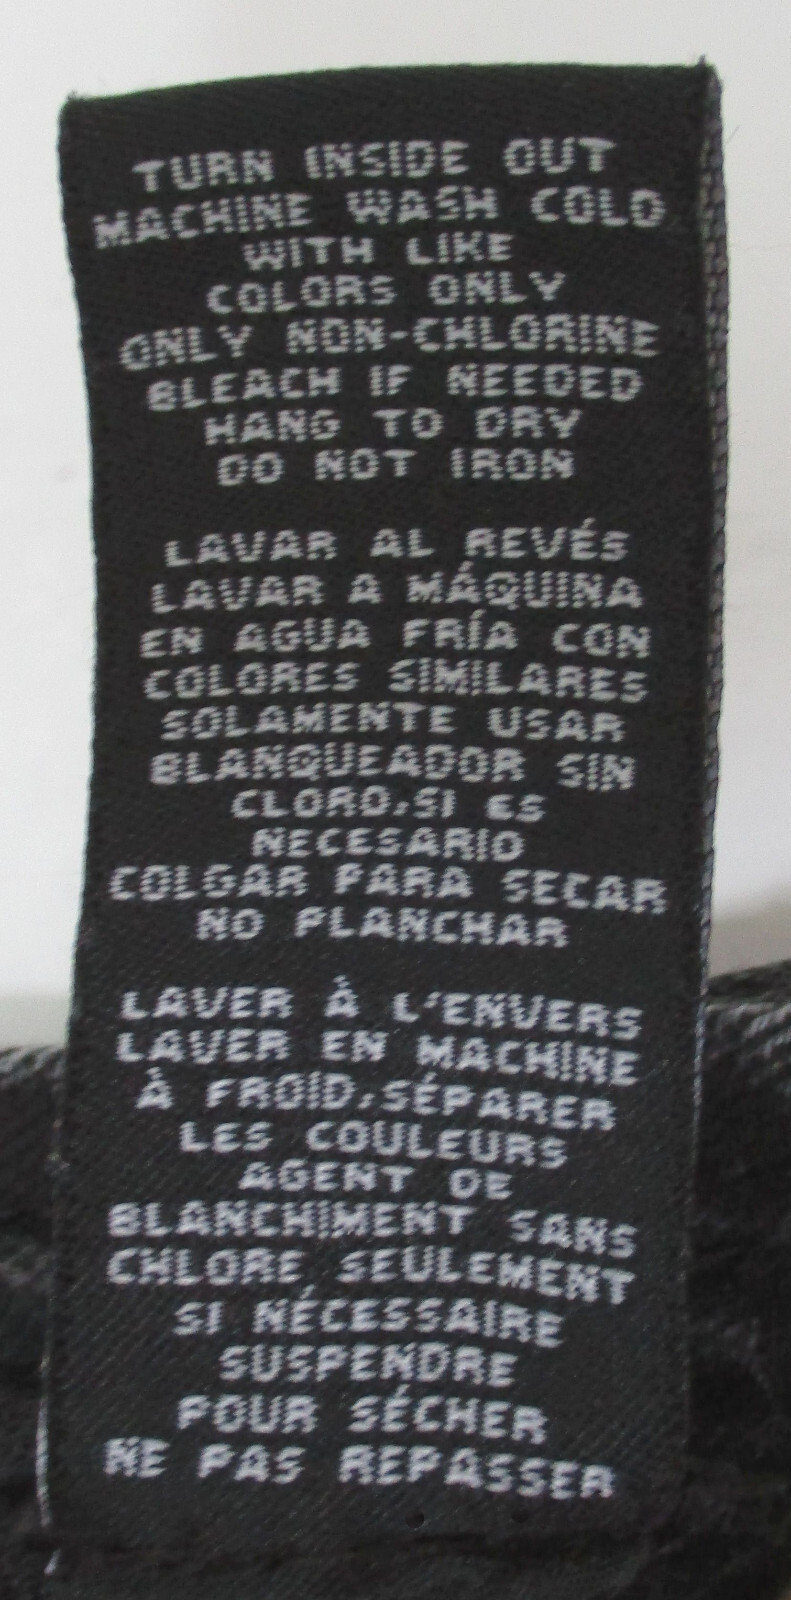 TURN INSIDE OUT
MACHINE WASH COLD
WITH LIKE
COLORS ONLY
ONLY NON-CHLORINE
BLEACH IF NEEDED
HANG TO DRY
DO NOT IRON
LAVAR AL REVÉS
LAVAR A MÁQUINA
EN AGUA FRÍA CON
COLORES SIMILARES
SOLAMENTE USAR
BLANQUEADOR SIN
CLORO,SI ES
NECESARIO
COLGAR PARA SECAR
NO PLANCHAR
LAVER À L'ENVERS
LAVER EN MACHINE
À FROID,SÉPARER
LES COULEURS
AGENT DE
BLANCHIMENT SANS
CHLORE SEULEMENT
SI NÉCESSAIRE
SUSPENDRE
POUR SÉCHER
NE PAS REPASSER